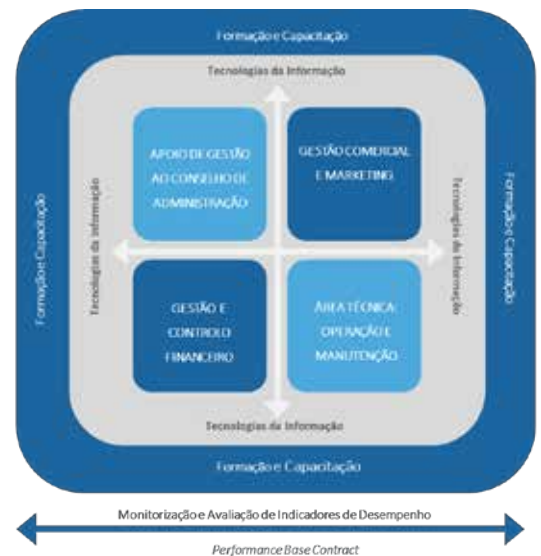 Formação e Capacitação
Tecnologias da Informação
APOIO DE GESTÃO
AO CONSELHO DE
ADMINISTRAÇÃO
GESTÃO COMERCIAL
E MARKETING
Formação e Capacitação
Tecnologias da Informação
Tecnologias da Informação
Formação e Capacitação
GESTÃO E
CONTROLO
FINANCEIRO
ÁREA TÉCNICA:
OPERAÇÃO E
MANUTENÇÃO
Tecnologias da Informação
Formação e Capacitação
Monitorização e Avaliação de Indicadores de Desempenho
Performance Base Contract